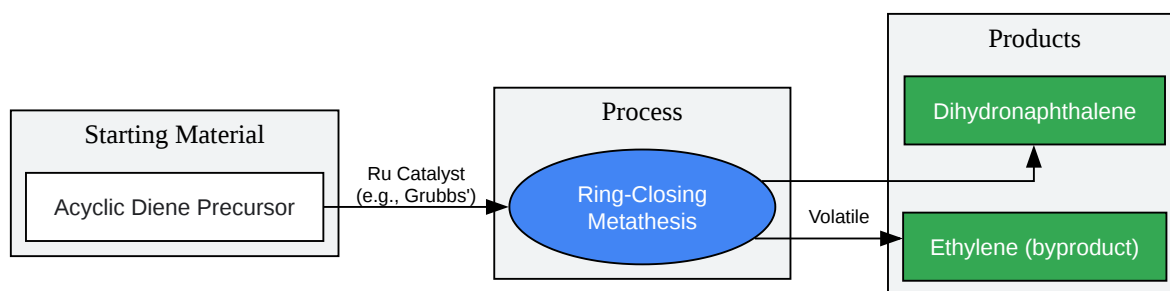 Starting Material
Acyclic Diene Precursor
Ru Catalyst
(e.g., Grubbs')
Process
Ring-Closing
Metathesis
Volatile
Products
Dihydronaphthalene
Ethylene (byproduct)